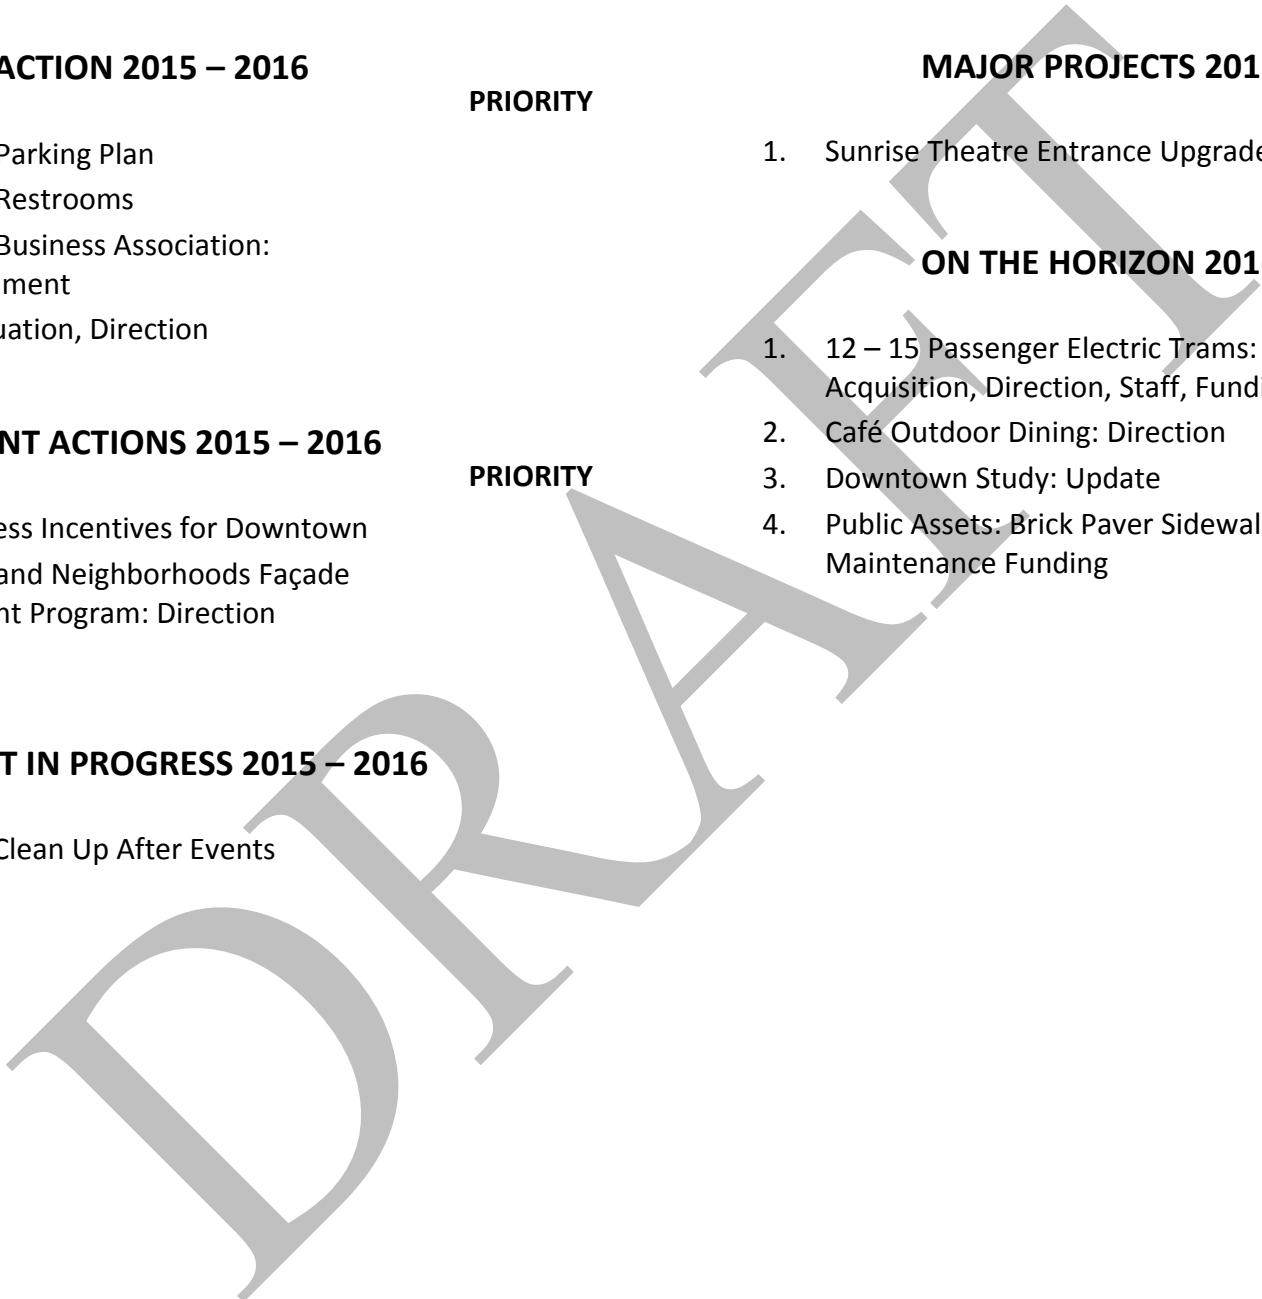 ACTION 2015 – 2016
PRIORITY
Parking Plan
Restrooms
Business Association:
ment
uation, Direction
NT ACTIONS 2015 – 2016
PRIORITY
ess Incentives for Downtown
and Neighborhoods Façade
nt Program: Direction
T IN PROGRESS 2015 – 2016
Clean Up After Events
MAJOR PROJECTS 201
1. Sunrise Theatre Entrance Upgrade
ON THE HORIZON 201
1. 12 – 15 Passenger Electric Trams:
Acquisition, Direction, Staff, Fundi
2. Café Outdoor Dining: Direction
3. Downtown Study: Update
4. Public Assets: Brick Paver Sidewal
Maintenance Funding
DRAFT